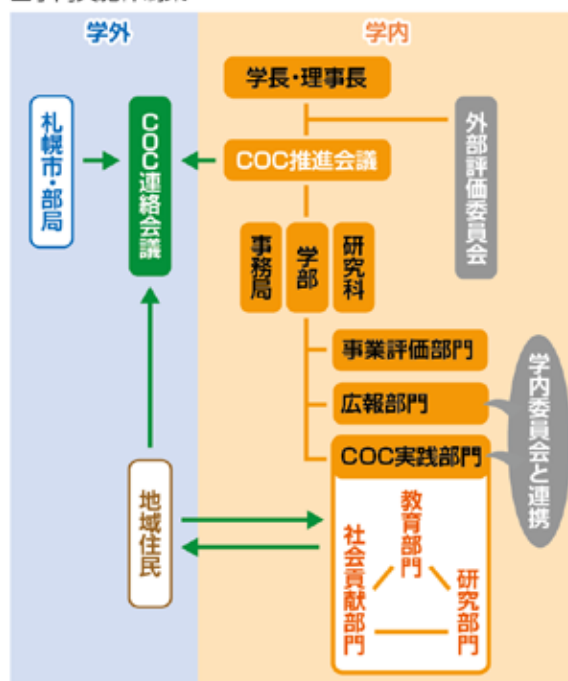 学外
学内
学長・理事長
札幌市・部局
COC連絡会議
COC推進会議
外部評価委員会
事務局
学部
研究科
事業評価部門
広報部門
COC実践部門
学内委員会と連携
地域住民
教育部門
社会貢献部門
研究部門